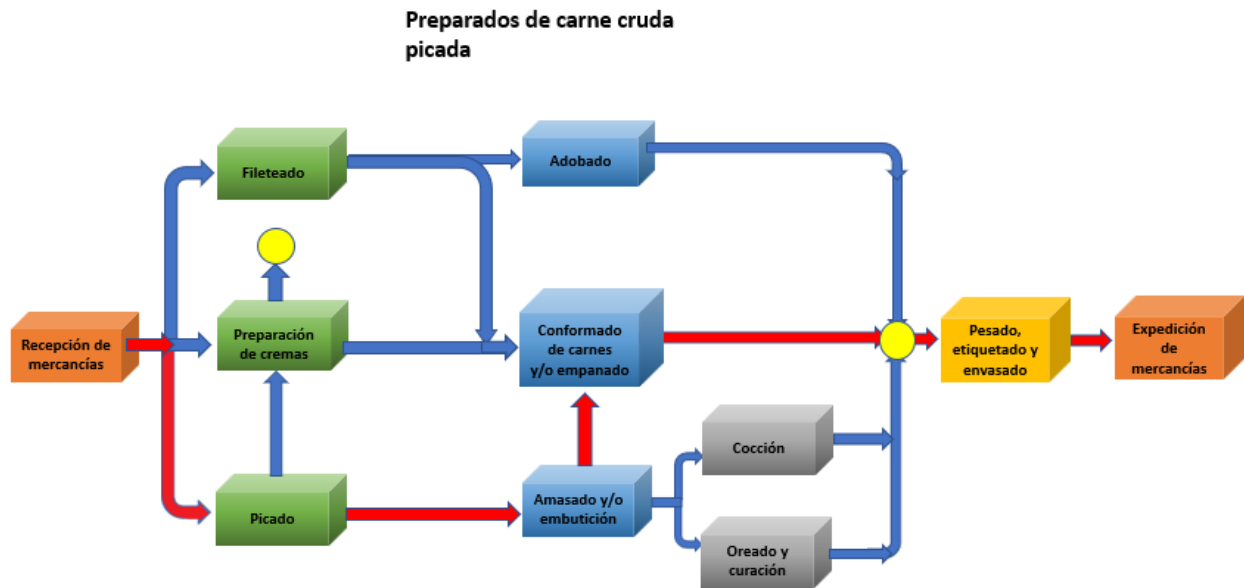 Preparados de carne cruda
picada
Fileteado
Adobado
Recepción de
mercancías
Preparación
de cremas
Conformado
de carnes
y/o empanado
Pesado,
etiquetado y
envasado
Expedición
de
mercancías
Cocción
Picado
Amasado y/o
embutición
Oreado y
curación